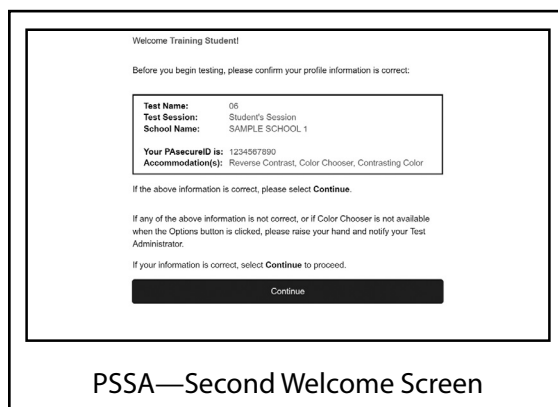 Welcome Training Student!
Before you begin testing, please confirm your profile information is correct:
Test Name: 06
Test Session: Student's Session
School Name: SAMPLE SCHOOL 1
Your PAsecureID is: 1234567890
Accommodation(s): Reverse Contrast, Color Chooser, Contrasting Color
If the above information is correct, please select Continue.
If any of the above information is not correct, or if Color Chooser is not available
when the Options button is clicked, please raise your hand and notify your Test
Administrator.
If your information is correct, select Continue to proceed.
Continue
PSSA—Second Welcome Screen